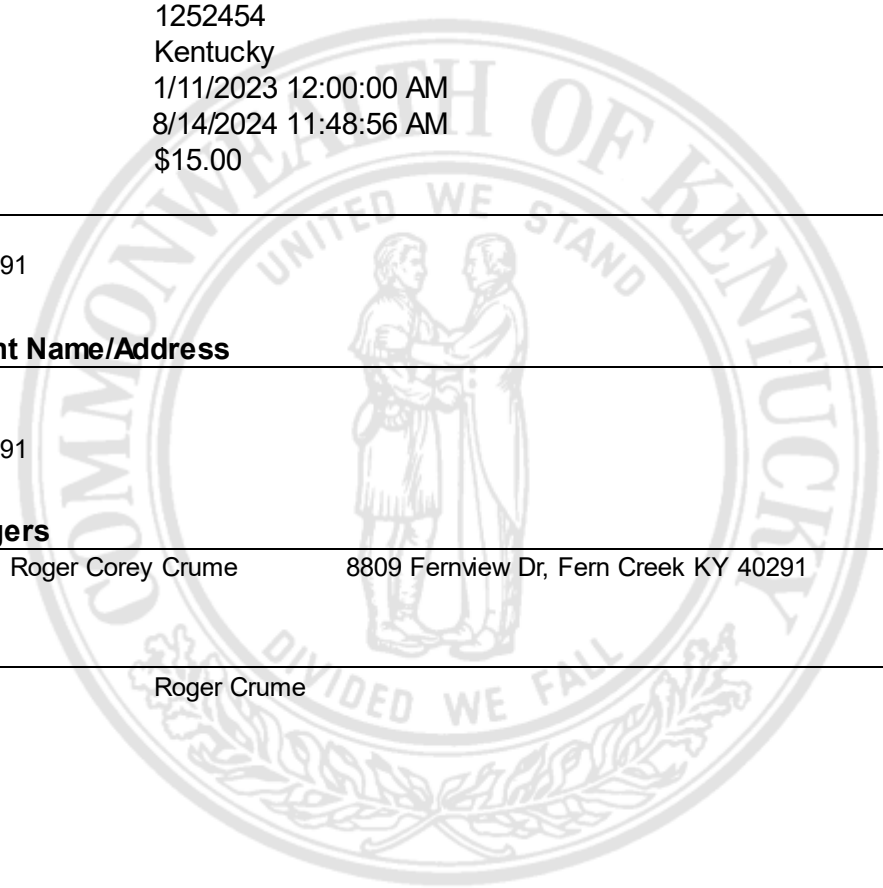 1252454
Kentucky
1/11/2023 12:00:00 AM
8/14/2024 11:48:56 AM
$15.00
COMMONWEALTH OF KENTUCKY
UNITED WE STAND
91
nt Name/Address
91
gers
Roger Corey Crume 8809 Fernview Dr, Fern Creek KY 40291
Roger Crume
DIVIDED WE FALL